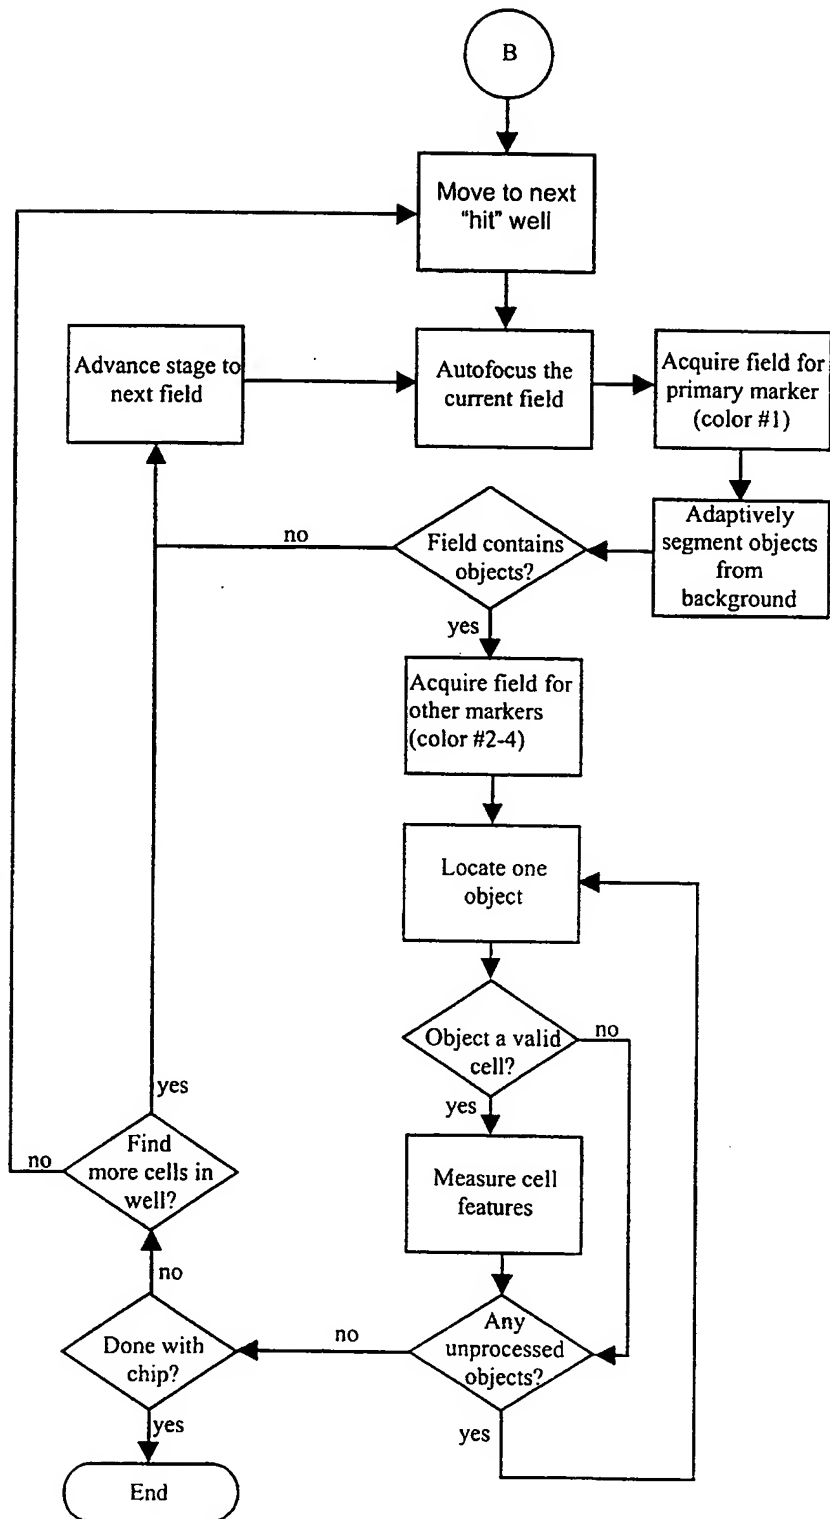 B
Move to next
"hit" well
Advance stage to
next field
Autofocus the
current field
Acquire field for
primary marker
(color #1)
Adaptively
segment objects
from
background
Field contains
objects?
no
yes
Acquire field for
other markers
(color #2-4)
Locate one
object
Object a valid
cell?
no
yes
Measure cell
features
Any
unprocessed
objects?
no
yes
Done with
chip?
no
yes
Find
more cells in
well?
yes
no
End